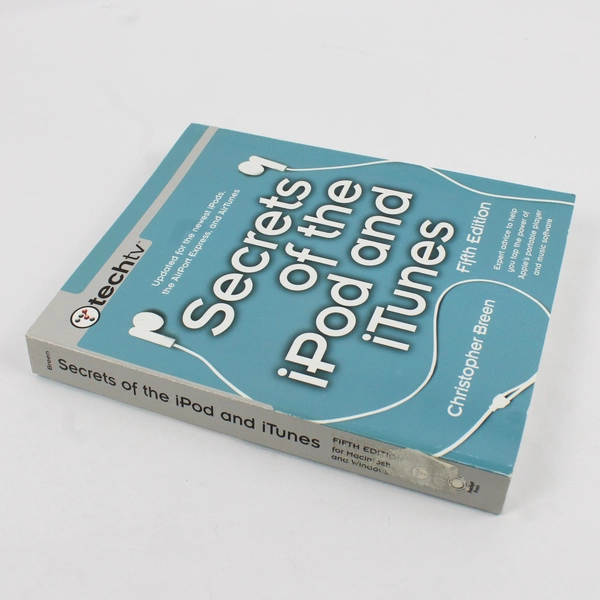 techtv
Updated for the newest iPods,
the AirPort Express, and AirTunes
Secrets
of the
iPod and
iTunes
Fifth Edition
Expert advice to help
you tap the power of
Apple's portable player
and music software
Christopher Breen
Breen
Secrets of the iPod and iTunes
FIFTH EDITION
for Macintosh
and Windows